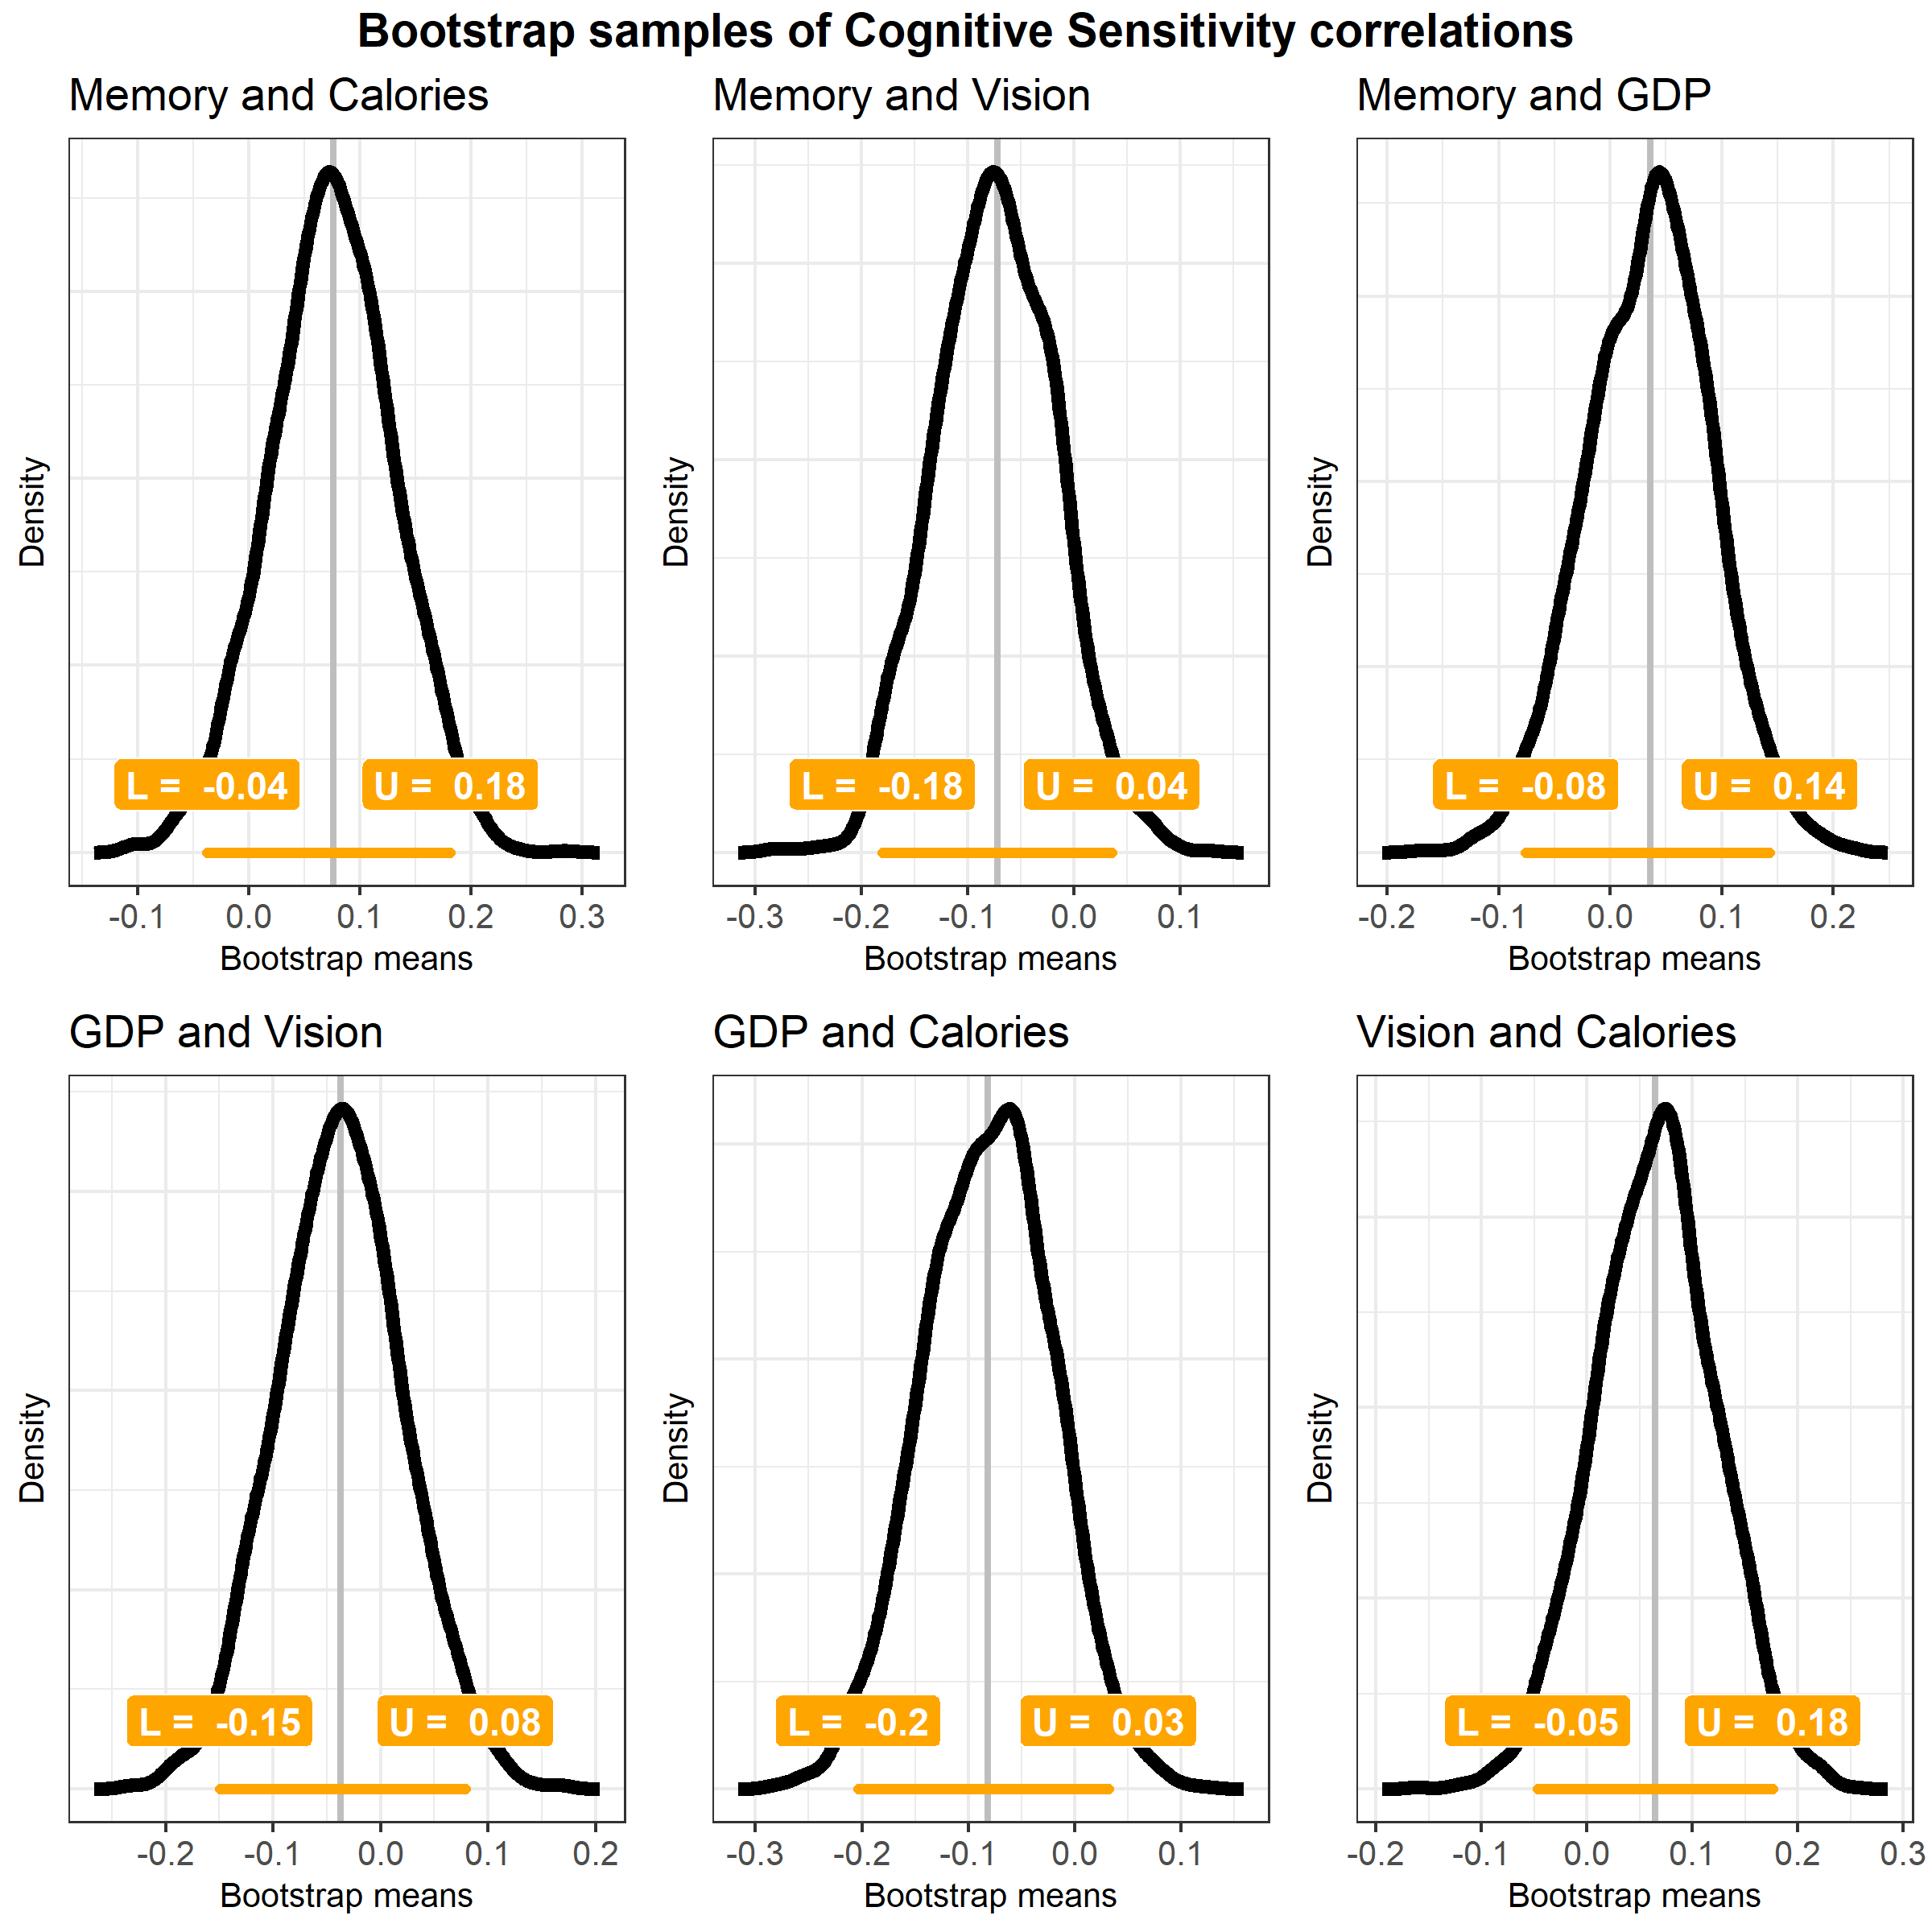 Bootstrap samples of Cognitive Sensitivity correlations
Memory and Calories
Density
L = -0.04
U = 0.18
-0.1 0.0 0.1 0.2 0.3
Bootstrap means
Memory and Vision
Density
L = -0.18
U = 0.04
-0.3 -0.2 -0.1 0.0 0.1
Bootstrap means
Memory and GDP
Density
L = -0.08
U = 0.14
-0.2 -0.1 0.0 0.1 0.2
Bootstrap means
GDP and Vision
Density
L = -0.15
U = 0.08
-0.2 -0.1 0.0 0.1 0.2
Bootstrap means
GDP and Calories
Density
L = -0.2
U = 0.03
-0.3 -0.2 -0.1 0.0 0.1
Bootstrap means
Vision and Calories
Density
L = -0.05
U = 0.18
-0.2 -0.1 0.0 0.1 0.2 0.3
Bootstrap means